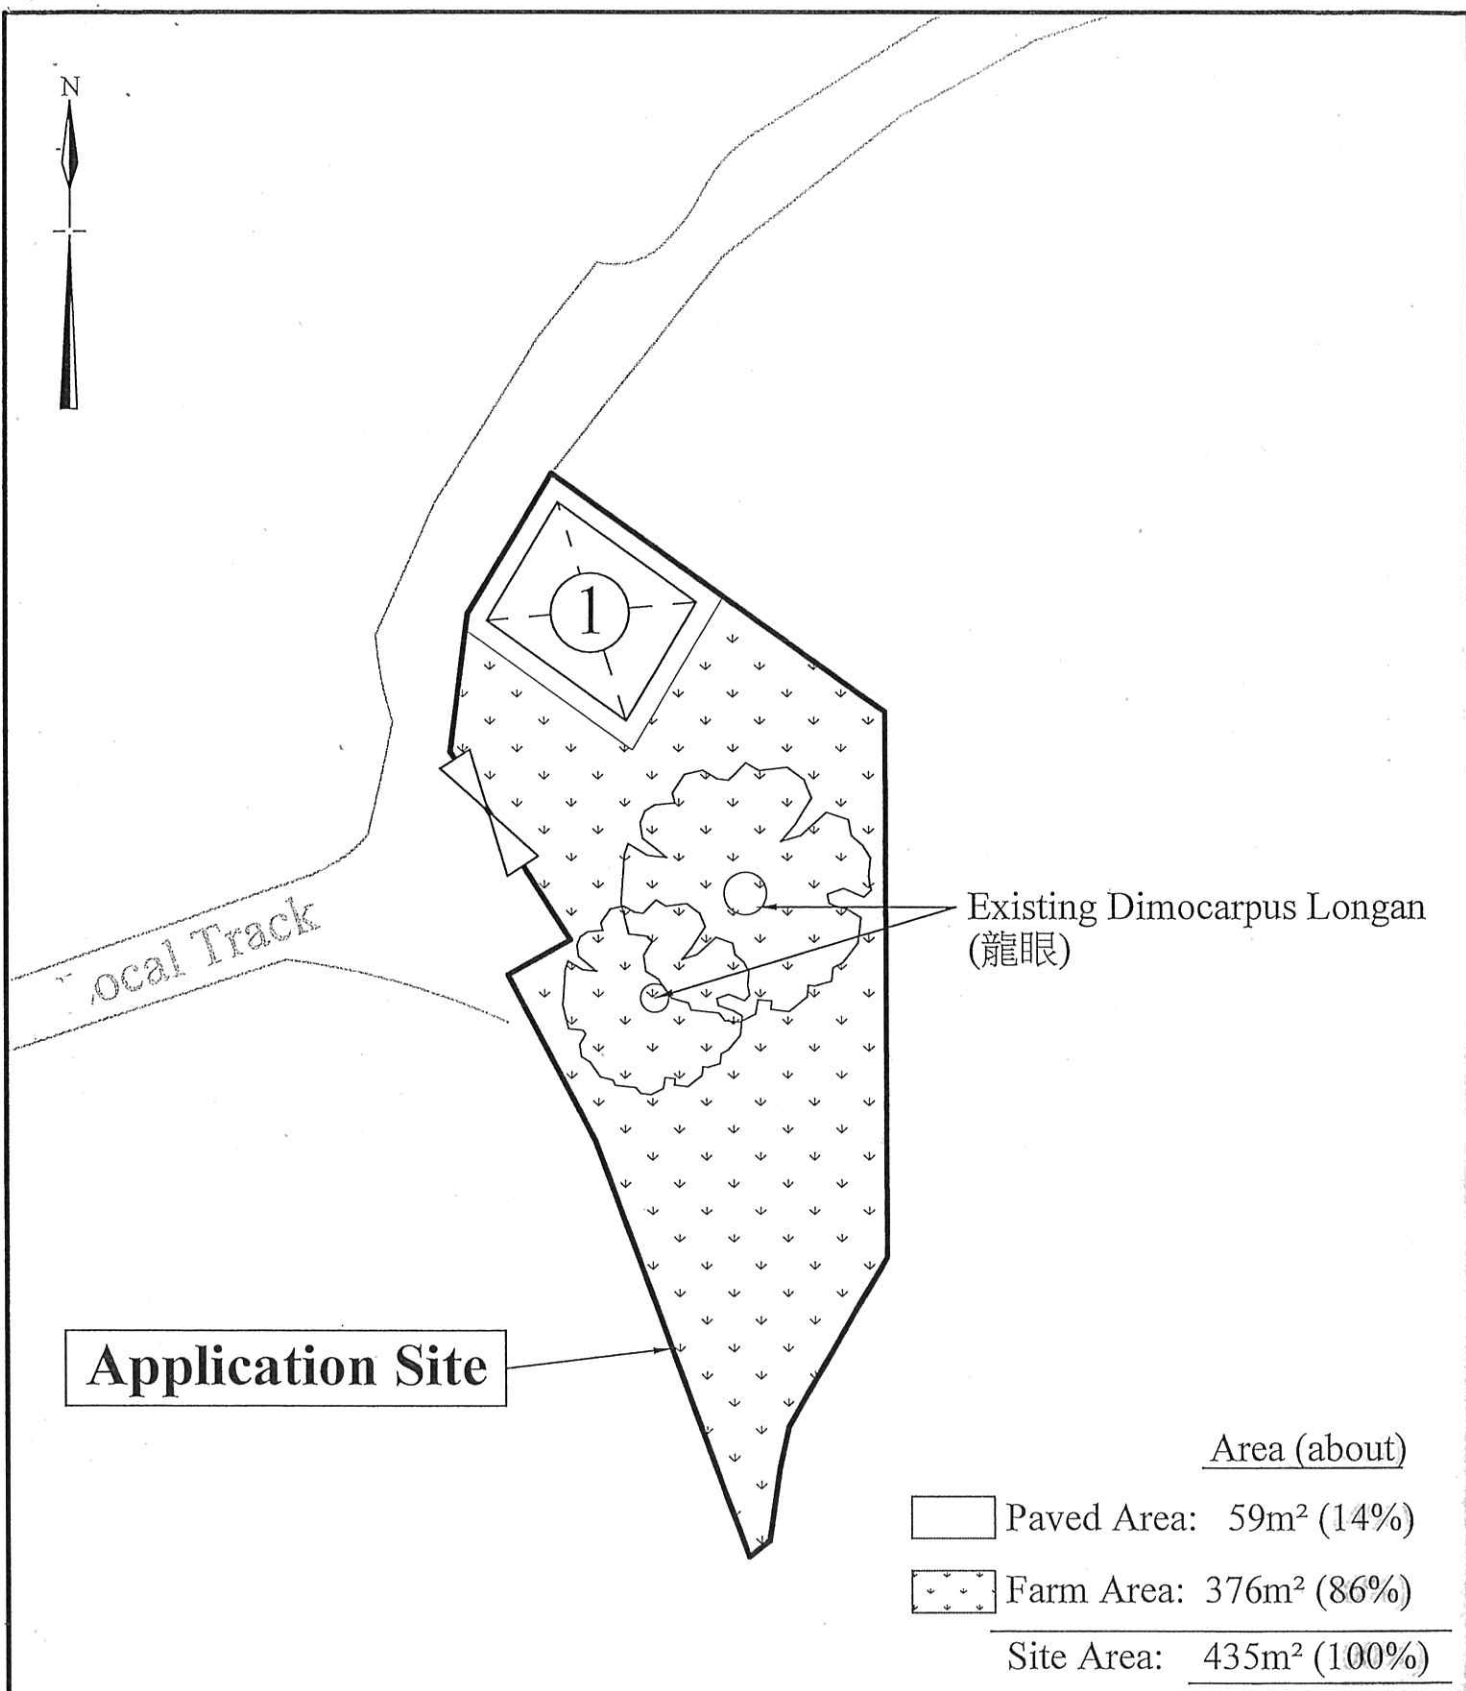 N
1
Existing Dimocarpus Longan
(龍眼)
Local Track
Application Site
Area (about)
Paved Area: 59m² (14%)
Farm Area: 376m² (86%)
Site Area: 435m² (100%)